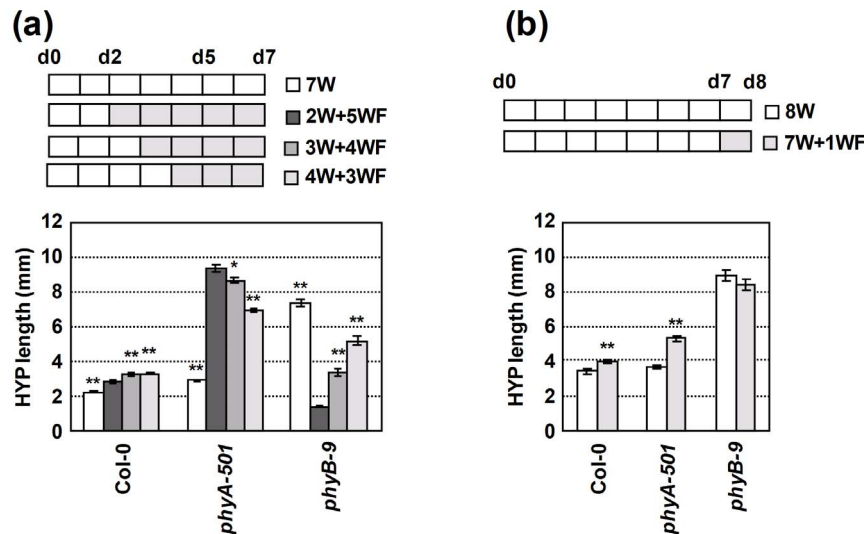 (a)
d0 d2 d5 d7
7W
2W+5WF
3W+4WF
4W+3WF
12
10
8
6
4
2
0
HYP length (mm)
** ** **
** * **
** ** **
Col-0
phyA-501
phyB-9
(b)
d0 d7 d8
8W
7W+1WF
12
10
8
6
4
2
0
HYP length (mm)
**
**
Col-0
phyA-501
phyB-9